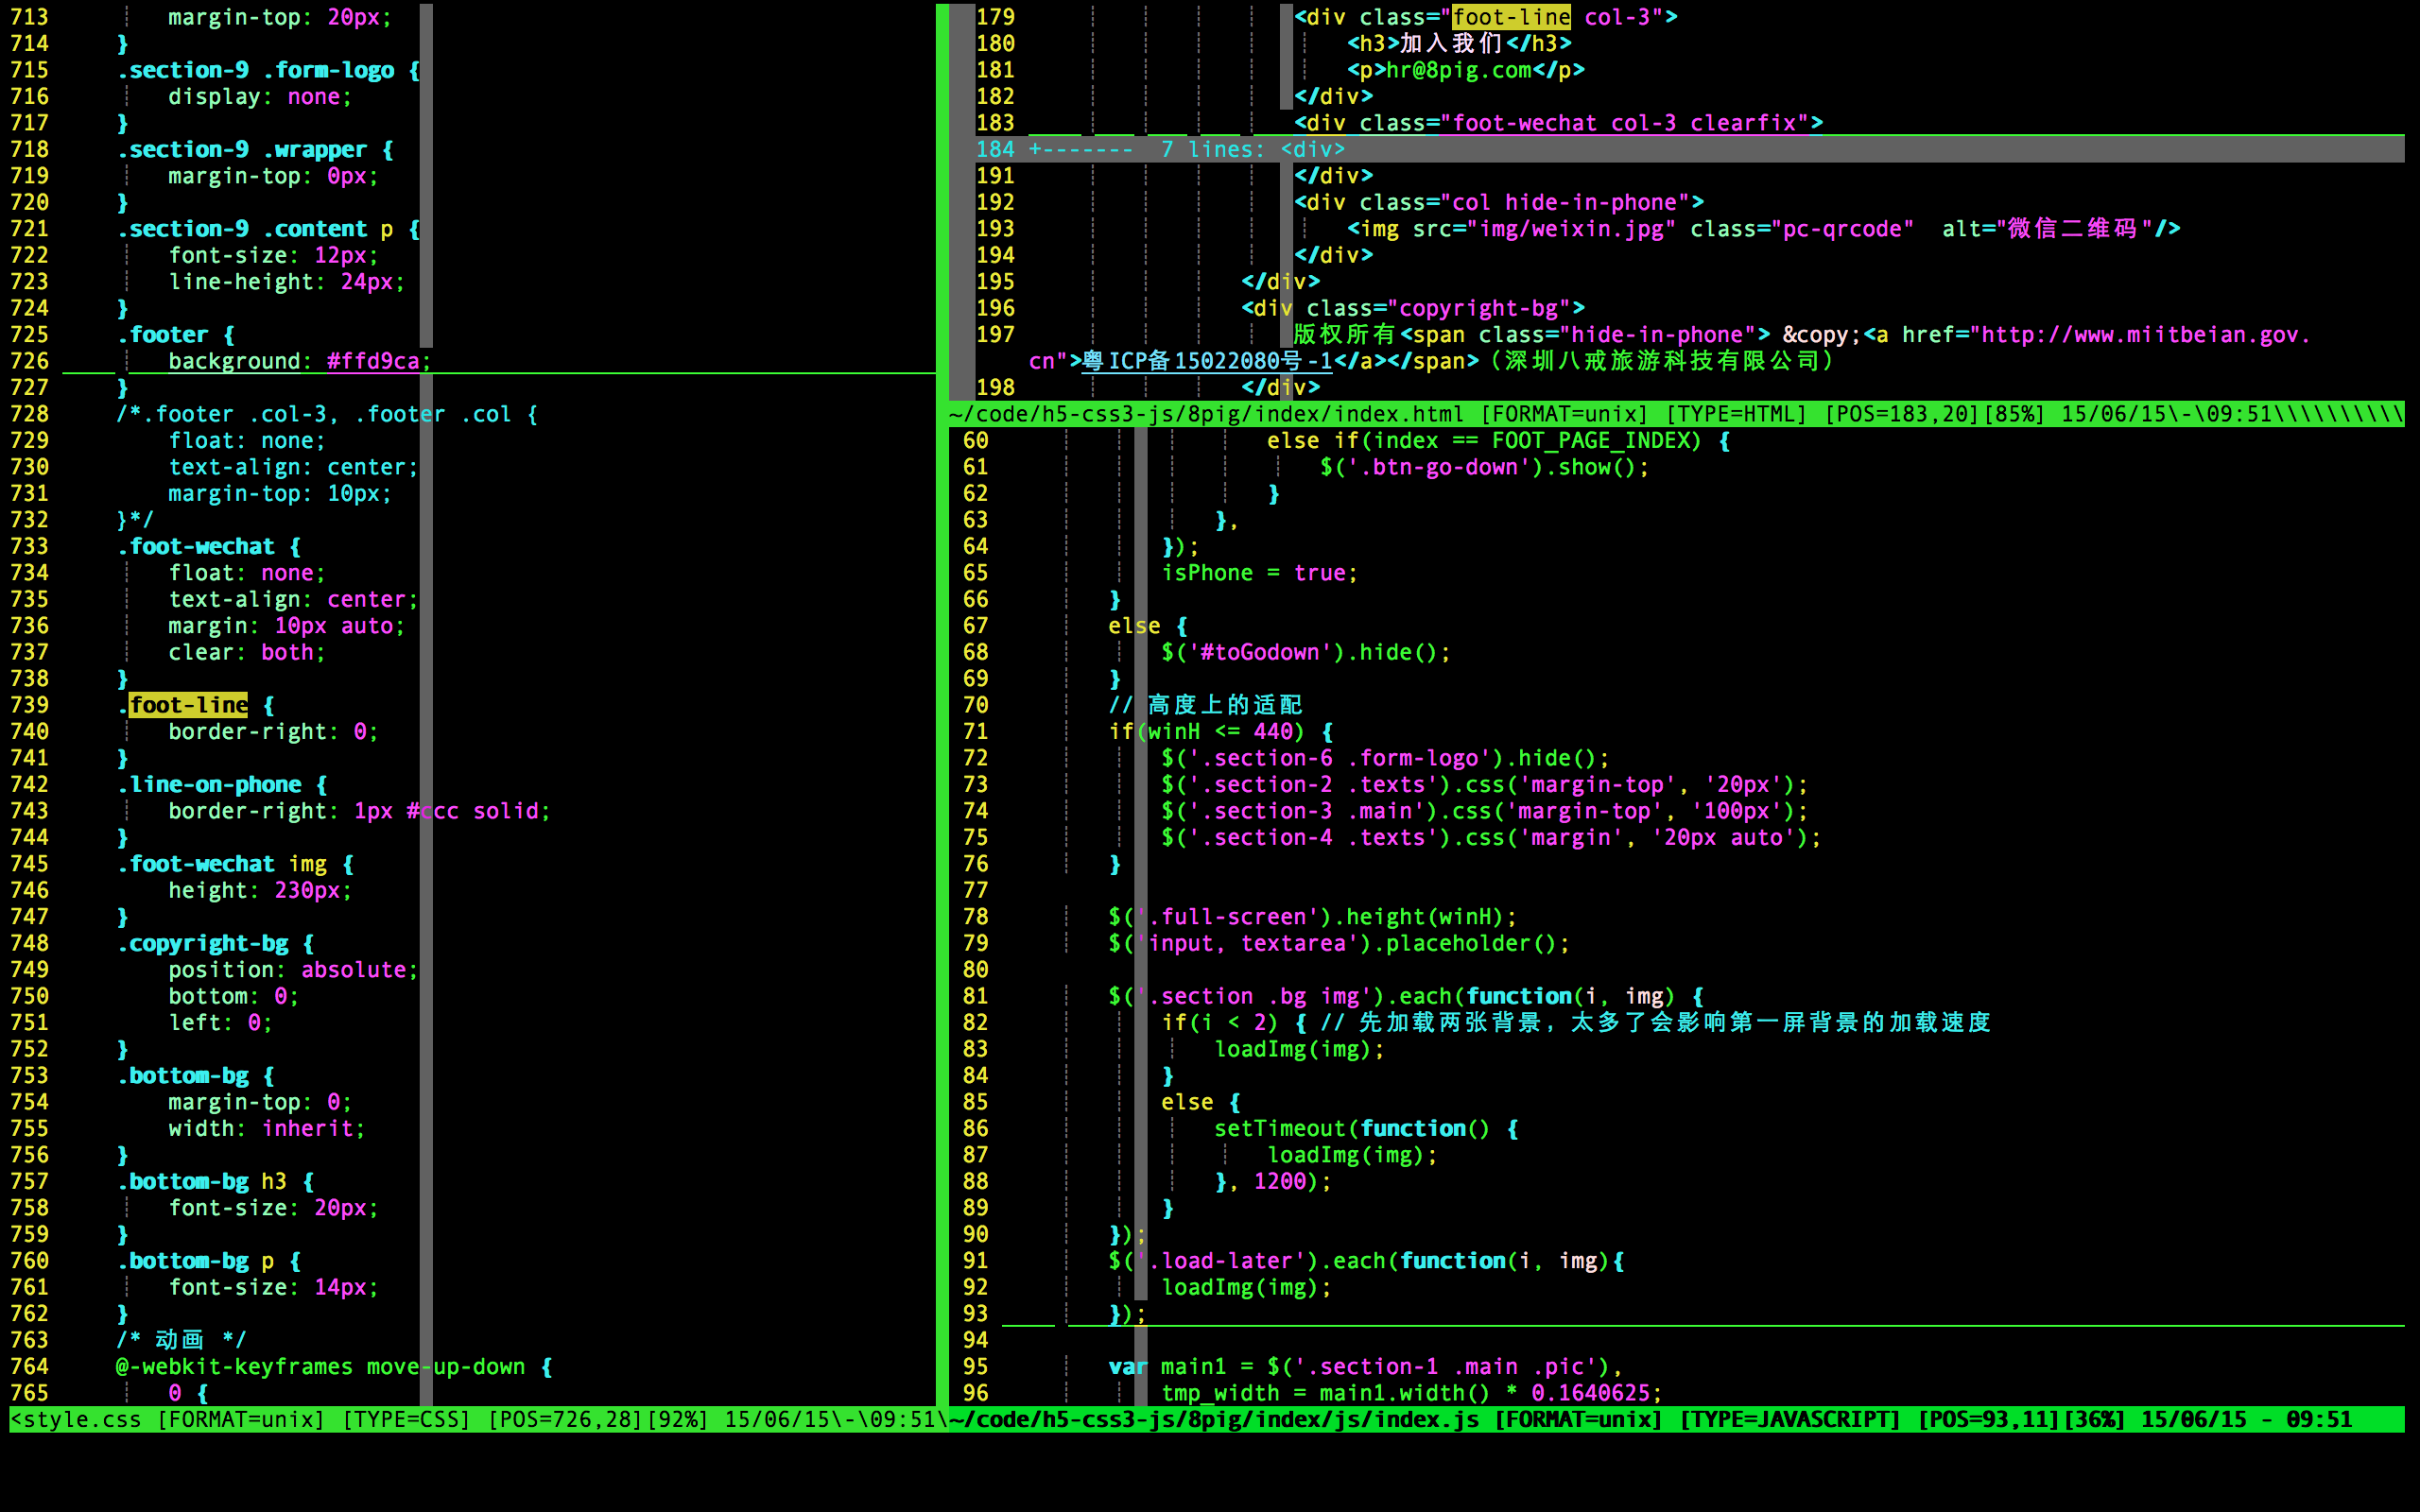 713 margin-top: 20px;
714 }
715 .section-9 .form-logo {
716 display: none;
717 }
718 .section-9 .wrapper {
719 margin-top: 0px;
720 }
721 .section-9 .content p {
722 font-size: 12px;
723 line-height: 24px;
724 }
725 .footer {
726 background: #ffd9ca;
727 }
728 /*.footer .col-3, .footer .col {
729 float: none;
730 text-align: center;
731 margin-top: 10px;
732 }*/
733 .foot-wechat {
734 float: none;
735 text-align: center;
736 margin: 10px auto;
737 clear: both;
738 }
739 .foot-line {
740 border-right: 0;
741 }
742 .line-on-phone {
743 border-right: 1px #ccc solid;
744 }
745 .foot-wechat img {
746 height: 230px;
747 }
748 .copyright-bg {
749 position: absolute;
750 bottom: 0;
751 left: 0;
752 }
753 .bottom-bg {
754 margin-top: 0;
755 width: inherit;
756 }
757 .bottom-bg h3 {
758 font-size: 20px;
759 }
760 .bottom-bg p {
761 font-size: 14px;
762 }
763 /* 动画 */
764 @-webkit-keyframes move-up-down {
765 0 {
<style.css [FORMAT=unix] [TYPE=CSS] [POS=726,28][92%] 15/06/15\-\09:51\
179 <div class="foot-line col-3">
180 <h3>加入我们</h3>
181 <p>hr@8pig.com</p>
182 </div>
183 <div class="foot-wechat col-3 clearfix">
184 +------- 7 lines: <div>
191 </div>
192 <div class="col hide-in-phone">
193 <img src="img/weixin.jpg" class="pc-qrcode" alt="微信二维码"/>
194 </div>
195 </div>
196 <div class="copyright-bg">
197 版权所有<span class="hide-in-phone"> &copy;<a href="http://www.miitbeian.gov.
cn">粤ICP备15022080号-1</a></span>（深圳八戒旅游科技有限公司）
198 </div>
~/code/h5-css3-js/8pig/index/index.html [FORMAT=unix] [TYPE=HTML] [POS=183,20][85%] 15/06/15\-\09:51\\\\\\\\\\
60 else if(index == FOOT_PAGE_INDEX) {
61 $('.btn-go-down').show();
62 }
63 },
64 });
65 isPhone = true;
66 }
67 else {
68 $('#toGodown').hide();
69 }
70 // 高度上的适配
71 if(winH <= 440) {
72 $('.section-6 .form-logo').hide();
73 $('.section-2 .texts').css('margin-top', '20px');
74 $('.section-3 .main').css('margin-top', '100px');
75 $('.section-4 .texts').css('margin', '20px auto');
76 }
77
78 $('.full-screen').height(winH);
79 $('input, textarea').placeholder();
80
81 $('.section .bg img').each(function(i, img) {
82 if(i < 2) { // 先加载两张背景，太多了会影响第一屏背景的加载速度
83 loadImg(img);
84 }
85 else {
86 setTimeout(function() {
87 loadImg(img);
88 }, 1200);
89 }
90 });
91 $('.load-later').each(function(i, img){
92 loadImg(img);
93 });
94
95 var main1 = $('.section-1 .main .pic'),
96 tmp_width = main1.width() * 0.1640625;
~/code/h5-css3-js/8pig/index/js/index.js [FORMAT=unix] [TYPE=JAVASCRIPT] [POS=93,11][36%] 15/06/15 - 09:51